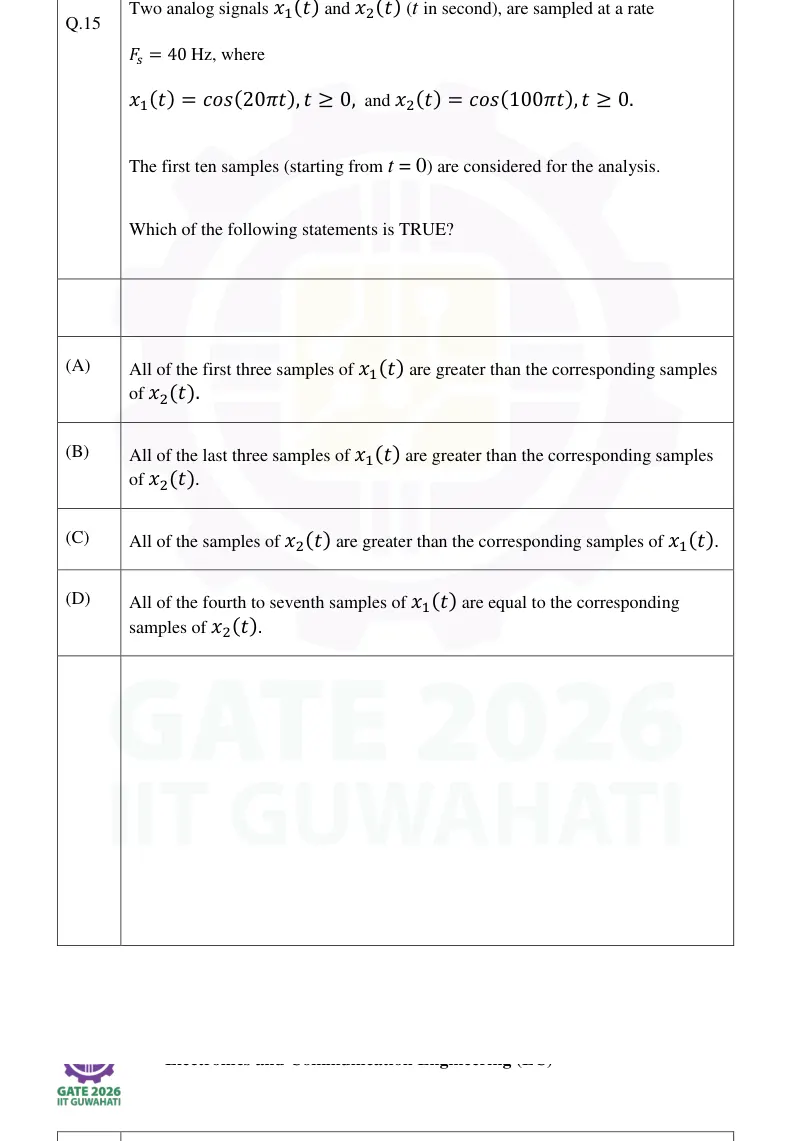 Q.15
Two analog signals 𝑥₁(𝑡) and 𝑥₂(𝑡) (t in second), are sampled at a rate
𝐹ₛ = 40 Hz, where
𝑥₁(𝑡) = 𝑐𝑜𝑠(20𝜋𝑡), 𝑡 ≥ 0, and 𝑥₂(𝑡) = 𝑐𝑜𝑠(100𝜋𝑡), 𝑡 ≥ 0.
The first ten samples (starting from t = 0) are considered for the analysis.
Which of the following statements is TRUE?
(A) All of the first three samples of 𝑥₁(𝑡) are greater than the corresponding samples
of 𝑥₂(𝑡).
(B) All of the last three samples of 𝑥₁(𝑡) are greater than the corresponding samples
of 𝑥₂(𝑡).
(C) All of the samples of 𝑥₂(𝑡) are greater than the corresponding samples of 𝑥₁(𝑡).
(D) All of the fourth to seventh samples of 𝑥₁(𝑡) are equal to the corresponding
samples of 𝑥₂(𝑡).
GATE 2026
IIT GUWAHATI
GATE 2026
IIT GUWAHATI